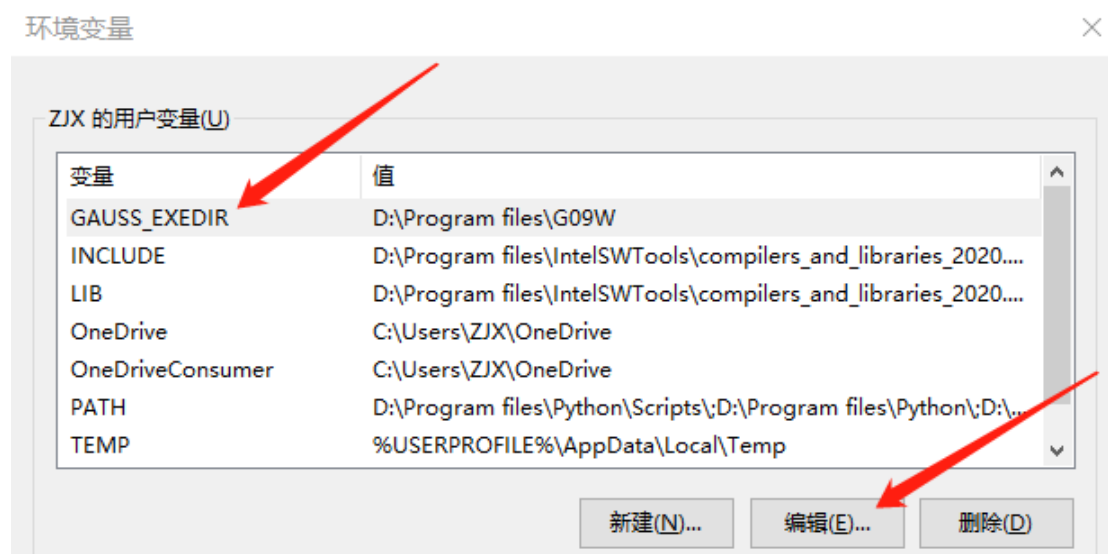 环境变量
ZJX 的用户变量(U)
变量 值
GAUSS_EXEDIR D:\Program files\G09W
INCLUDE D:\Program files\IntelSWTools\compilers_and_libraries_2020....
LIB D:\Program files\IntelSWTools\compilers_and_libraries_2020....
OneDrive C:\Users\ZJX\OneDrive
OneDriveConsumer C:\Users\ZJX\OneDrive
PATH D:\Program files\Python\Scripts\;D:\Program files\Python\;D:\...
TEMP %USERPROFILE%\AppData\Local\Temp
新建(N)... 编辑(E)... 删除(D)